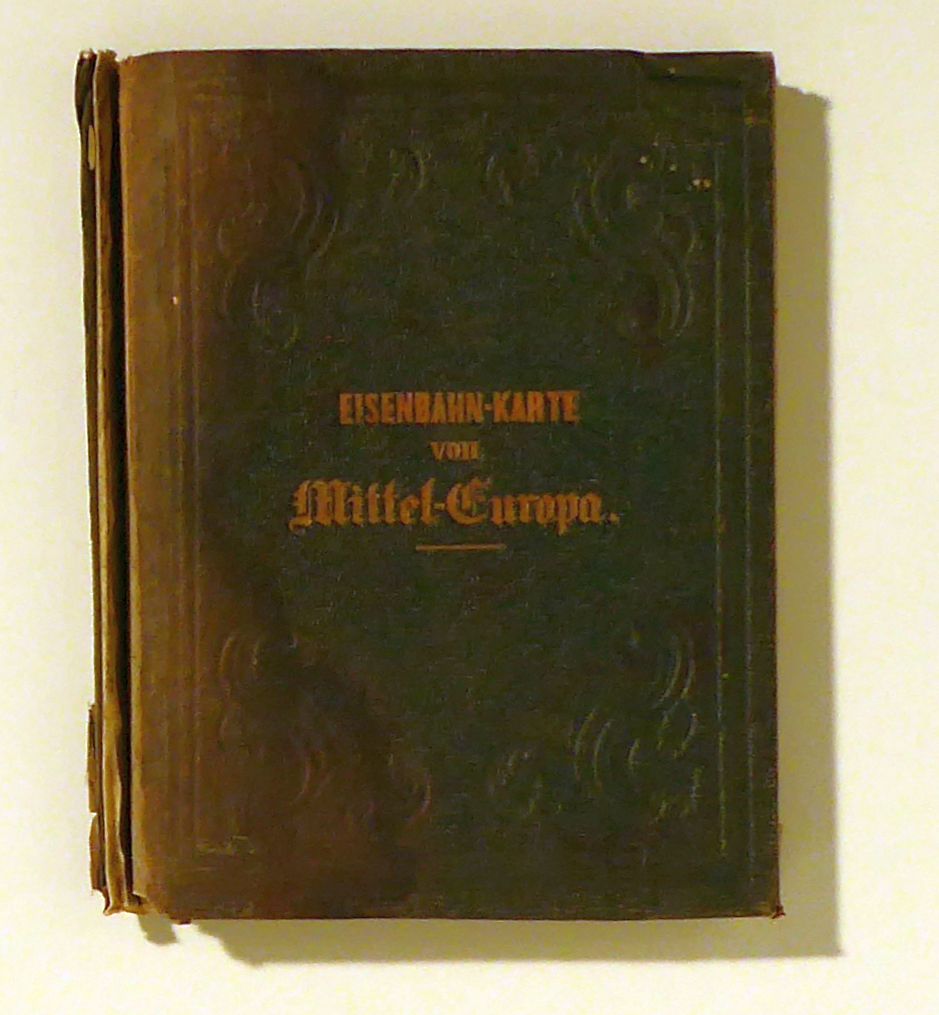 EISENBAHN-KARTE
von
Mittel-Europa.